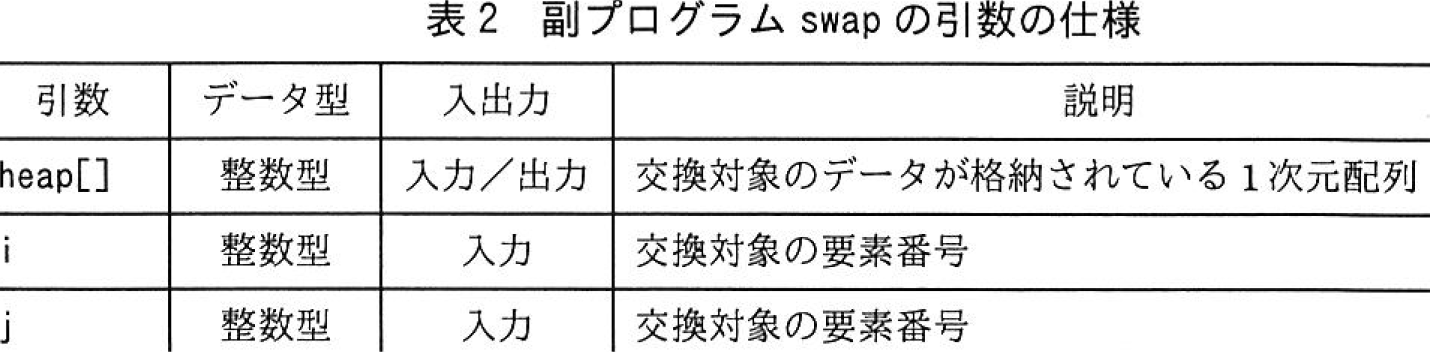 表2 副プログラム swap の引数の仕様
引数 データ型 入出力 説明
heap[] 整数型 入力／出力 交換対象のデータが格納されている1次元配列
i 整数型 入力 交換対象の要素番号
j 整数型 入力 交換対象の要素番号